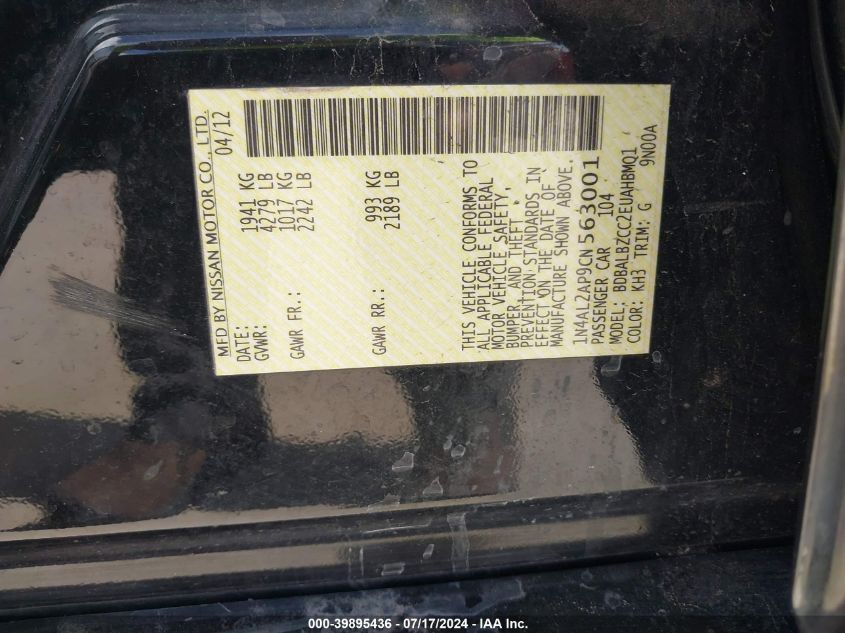 MFD BY NISSAN MOTOR CO., LTD.
DATE: 04/12
GVWR: 1941 KG
4279 LB
GAWR FR.: 1017 KG
2242 LB
GAWR RR.: 993 KG
2189 LB
THIS VEHICLE CONFORMS TO
ALL APPLICABLE FEDERAL
MOTOR VEHICLE SAFETY,
BUMPER, AND THEFT
PREVENTION STANDARDS IN
EFFECT ON THE DATE OF
MANUFACTURE SHOWN ABOVE.
1N4AL2AP9CN563001
PASSENGER CAR 104
MODEL: BDBALBZCC2EUAHBMQ1
COLOR: KH3 TRIM: G 9N00A
000-39895436 - 07/17/2024 - IAA Inc.